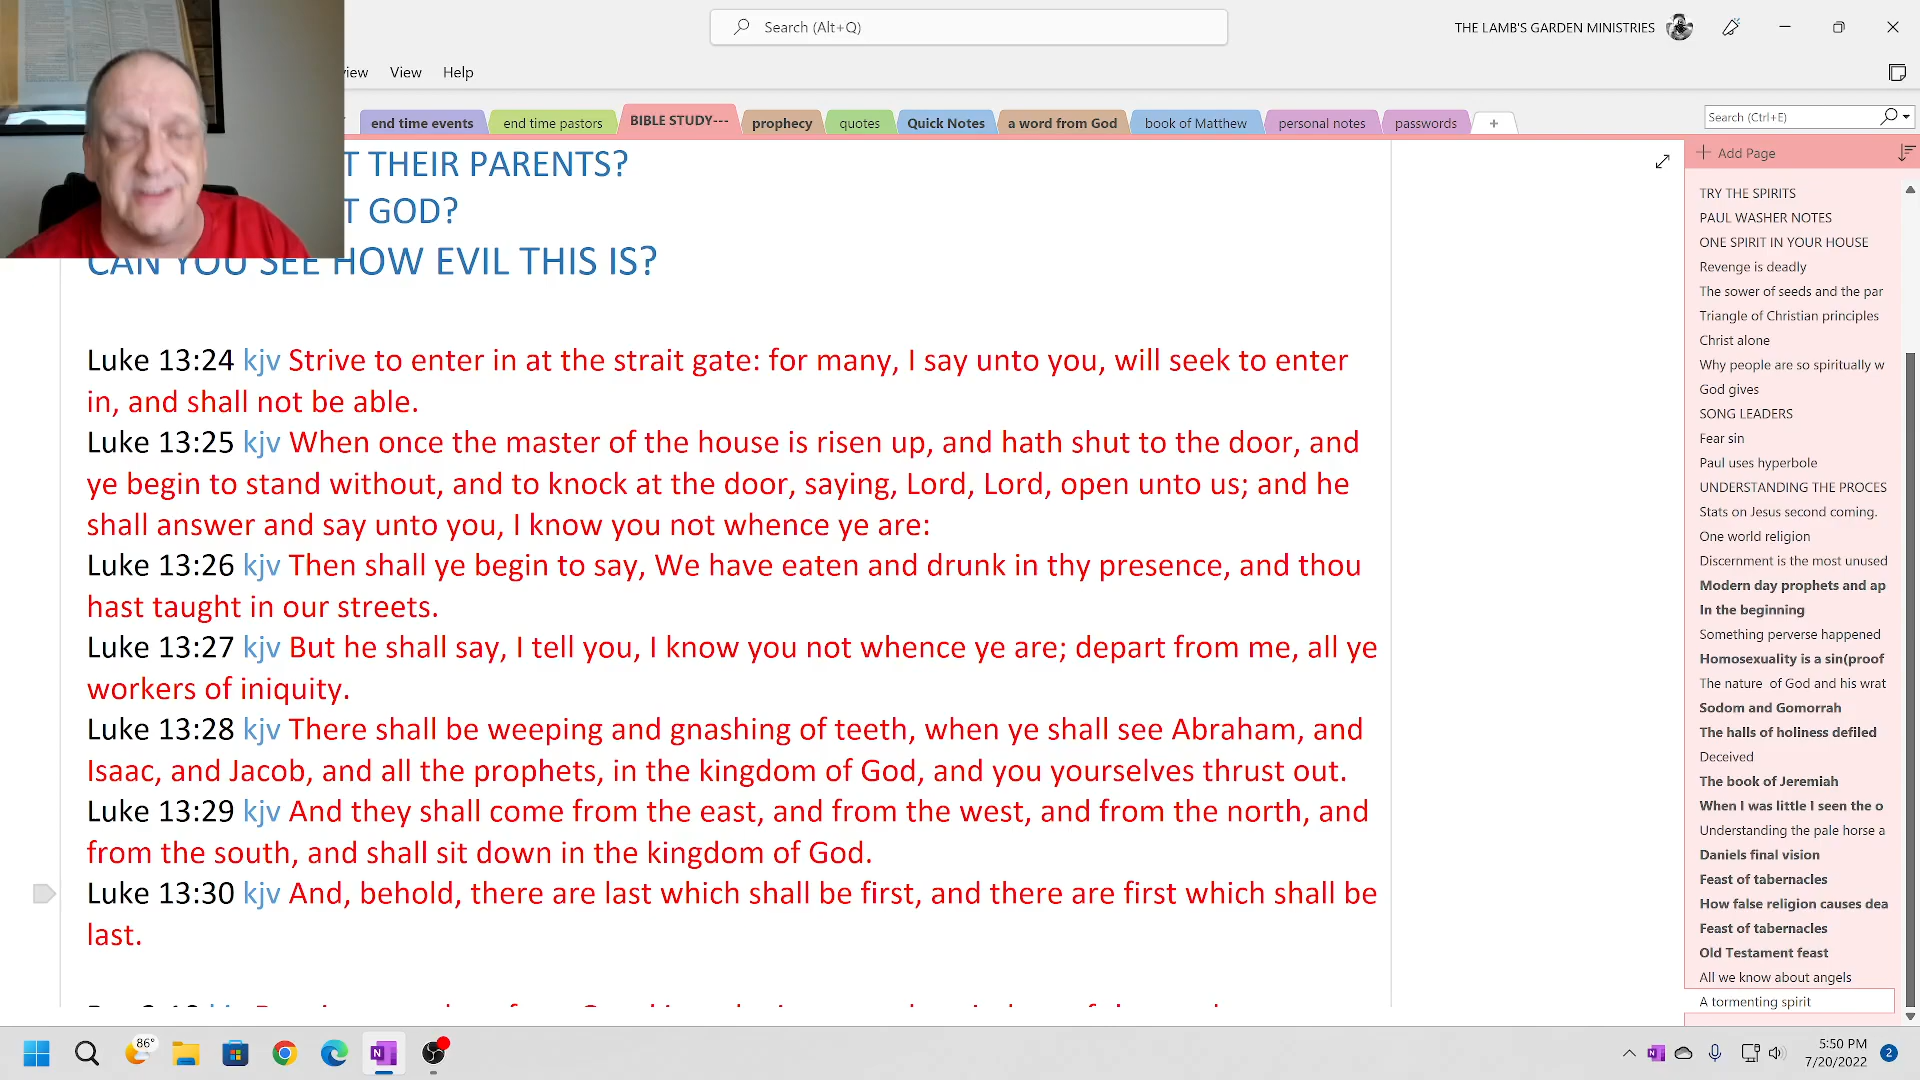 Search (Alt+Q)
THE LAMB'S GARDEN MINISTRIES
View
Help
end time events
end time pastors
BIBLE STUDY---
prophecy
quotes
Quick Notes
a word from God
book of Matthew
personal notes
passwords
Search (Ctrl+E)
T THEIR PARENTS?
T GOD?
CAN YOU SEE HOW EVIL THIS IS?
Luke 13:24 kjv Strive to enter in at the strait gate: for many, I say unto you, will seek to enter
in, and shall not be able.
Luke 13:25 kjv When once the master of the house is risen up, and hath shut to the door, and
ye begin to stand without, and to knock at the door, saying, Lord, Lord, open unto us; and he
shall answer and say unto you, I know you not whence ye are:
Luke 13:26 kjv Then shall ye begin to say, We have eaten and drunk in thy presence, and thou
hast taught in our streets.
Luke 13:27 kjv But he shall say, I tell you, I know you not whence ye are; depart from me, all ye
workers of iniquity.
Luke 13:28 kjv There shall be weeping and gnashing of teeth, when ye shall see Abraham, and
Isaac, and Jacob, and all the prophets, in the kingdom of God, and you yourselves thrust out.
Luke 13:29 kjv And they shall come from the east, and from the west, and from the north, and
from the south, and shall sit down in the kingdom of God.
Luke 13:30 kjv And, behold, there are last which shall be first, and there are first which shall be
last.
Add Page
TRY THE SPIRITS
PAUL WASHER NOTES
ONE SPIRIT IN YOUR HOUSE
Revenge is deadly
The sower of seeds and the par
Triangle of Christian principles
Christ alone
Why people are so spiritually w
God gives
SONG LEADERS
Fear sin
Paul uses hyperbole
UNDERSTANDING THE PROCES
Stats on Jesus second coming.
One world religion
Discernment is the most unused
Modern day prophets and ap
In the beginning
Something perverse happened
Homosexuality is a sin(proof
The nature of God and his wrat
Sodom and Gomorrah
The halls of holiness defiled
Deceived
The book of Jeremiah
When I was little I seen the o
Understanding the pale horse a
Daniels final vision
Feast of tabernacles
How false religion causes dea
Feast of tabernacles
Old Testament feast
All we know about angels
A tormenting spirit
86°
5:50 PM
7/20/2022
2